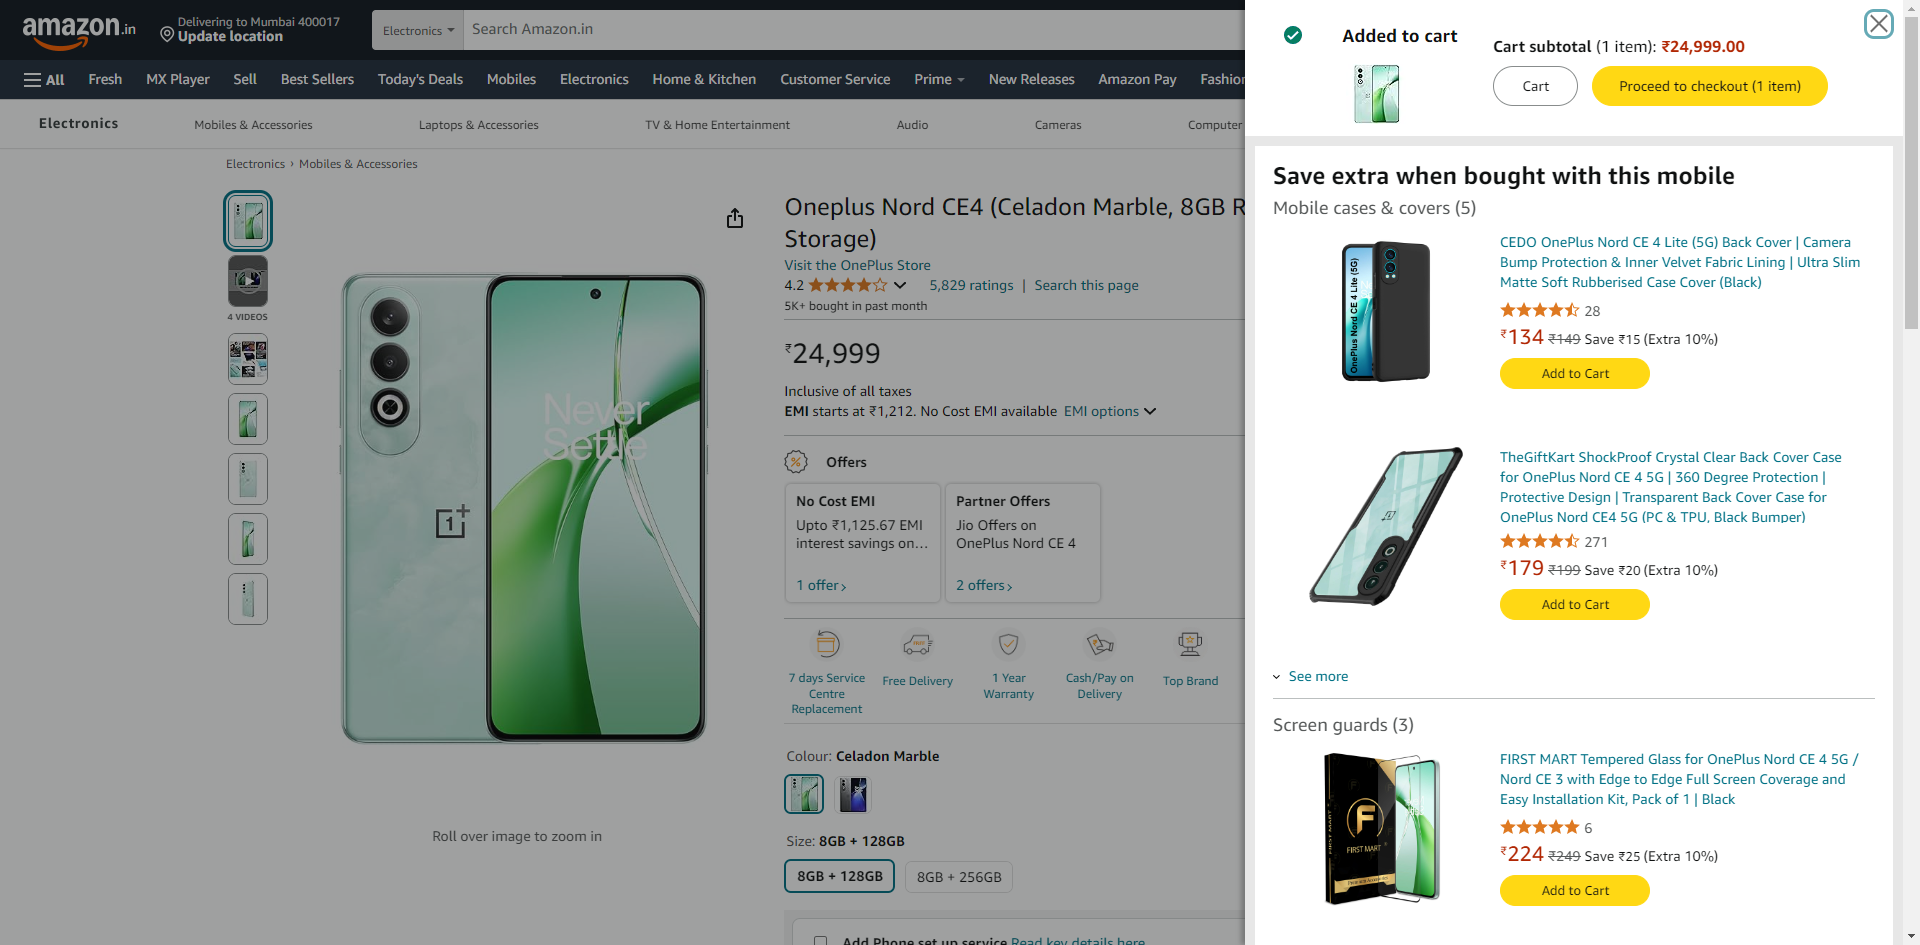 amazon.in
Delivering to Mumbai 400017
Update location
Electronics
Search Amazon.in
All
Fresh
MX Player
Sell
Best Sellers
Today's Deals
Mobiles
Electronics
Home & Kitchen
Customer Service
Prime
New Releases
Amazon Pay
Fashion
Electronics
Mobiles & Accessories
Laptops & Accessories
TV & Home Entertainment
Audio
Cameras
Computer
Electronics › Mobiles & Accessories
4 VIDEOS
Never
Settle
Roll over image to zoom in
Oneplus Nord CE4 (Celadon Marble, 8GB R
Storage)
Visit the OnePlus Store
4.2
5,829 ratings | Search this page
5K+ bought in past month
₹24,999
Inclusive of all taxes
EMI starts at ₹1,212. No Cost EMI available EMI options
Offers
No Cost EMI
Upto ₹1,125.67 EMI
interest savings on…
1 offer›
Partner Offers
Jio Offers on
OnePlus Nord CE 4
2 offers›
7 days Service
Centre
Replacement
Free Delivery
1 Year
Warranty
Cash/Pay on
Delivery
Top Brand
Colour: Celadon Marble
Size: 8GB + 128GB
8GB + 128GB
8GB + 256GB
Add Phone set up service Read key details here
Added to cart
Cart subtotal (1 item): ₹24,999.00
Cart
Proceed to checkout (1 item)
Save extra when bought with this mobile
Mobile cases & covers (5)
OnePlus Nord CE 4 Lite (5G)
CEDO OnePlus Nord CE 4 Lite (5G) Back Cover | Camera
Bump Protection & Inner Velvet Fabric Lining | Ultra Slim
Matte Soft Rubberised Case Cover (Black)
28
₹134 ₹149 Save ₹15 (Extra 10%)
Add to Cart
TheGiftKart ShockProof Crystal Clear Back Cover Case
for OnePlus Nord CE 4 5G | 360 Degree Protection |
Protective Design | Transparent Back Cover Case for
OnePlus Nord CE4 5G (PC & TPU, Black Bumper)
271
₹179 ₹199 Save ₹20 (Extra 10%)
Add to Cart
See more
Screen guards (3)
F
FIRST MART
FIRST MART Tempered Glass for OnePlus Nord CE 4 5G /
Nord CE 3 with Edge to Edge Full Screen Coverage and
Easy Installation Kit, Pack of 1 | Black
6
₹224 ₹249 Save ₹25 (Extra 10%)
Add to Cart